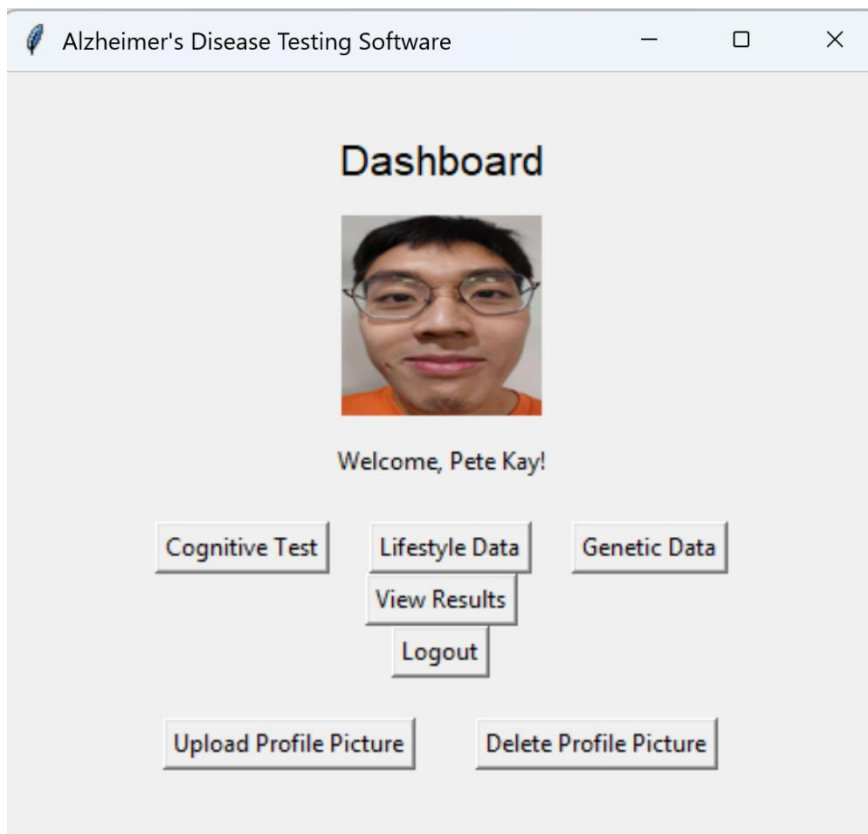 Alzheimer's Disease Testing Software
Dashboard
Welcome, Pete Kay!
Cognitive Test Lifestyle Data Genetic Data
View Results
Logout
Upload Profile Picture Delete Profile Picture